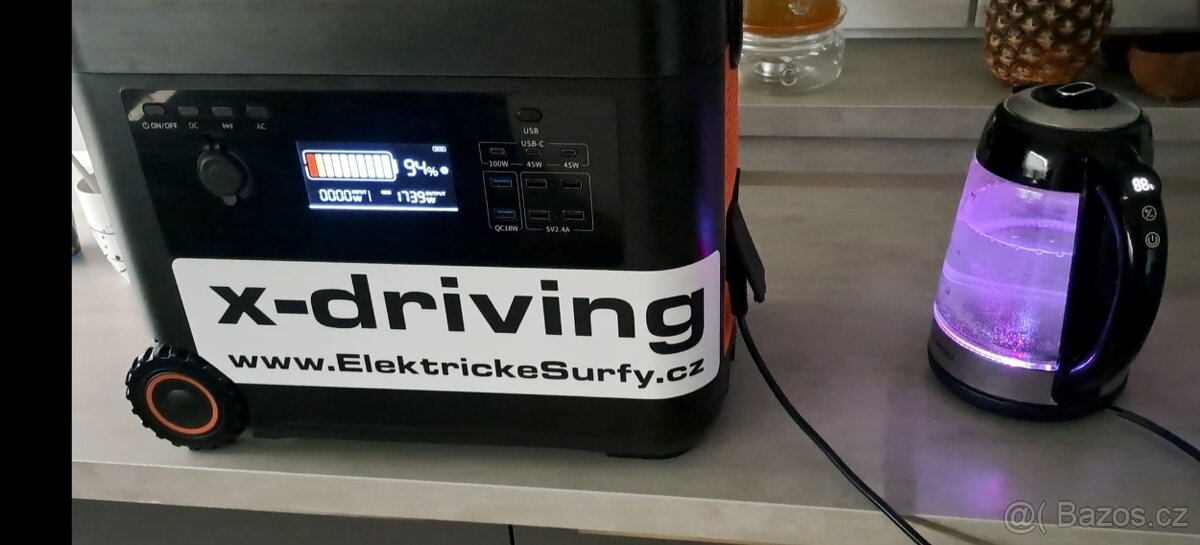 ON/OFF DC AC
94%
0000W 1739W
OUTPUT
USB
USB-C
100W 45W 45W
QC18W 5V2.4A
x-driving
www.ElektrickeSurfy.cz
88
@( Bazos.cz